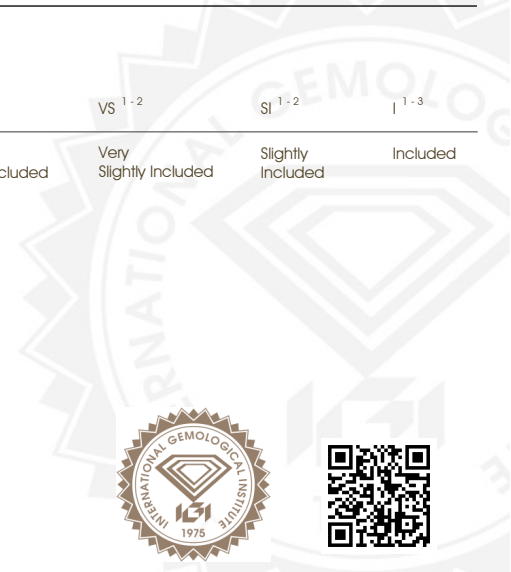 VS 1 - 2
SI 1 - 2
I 1 - 3
cluded
Very
Slightly Included
Slightly
Included
Included
INTERNATIONAL GEMOLOGICAL INSTITUTE
IGI
1975